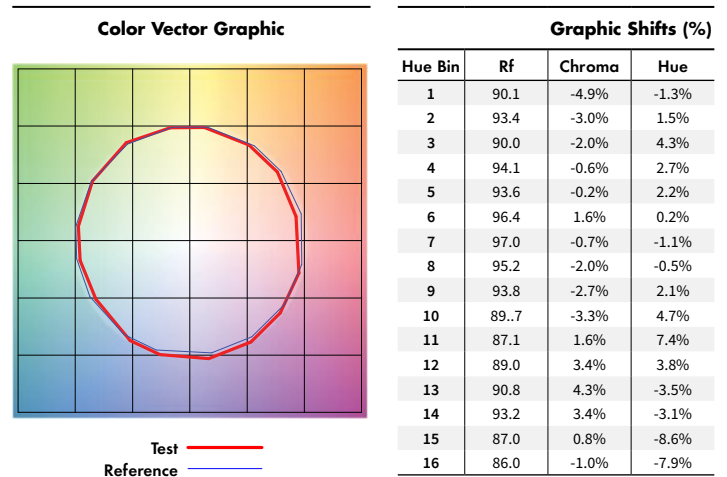 Color Vector Graphic
Test
Reference
Graphic Shifts (%)
Hue Bin Rf Chroma Hue
1 90.1 -4.9% -1.3%
2 93.4 -3.0% 1.5%
3 90.0 -2.0% 4.3%
4 94.1 -0.6% 2.7%
5 93.6 -0.2% 2.2%
6 96.4 1.6% 0.2%
7 97.0 -0.7% -1.1%
8 95.2 -2.0% -0.5%
9 93.8 -2.7% 2.1%
10 89..7 -3.3% 4.7%
11 87.1 1.6% 7.4%
12 89.0 3.4% 3.8%
13 90.8 4.3% -3.5%
14 93.2 3.4% -3.1%
15 87.0 0.8% -8.6%
16 86.0 -1.0% -7.9%